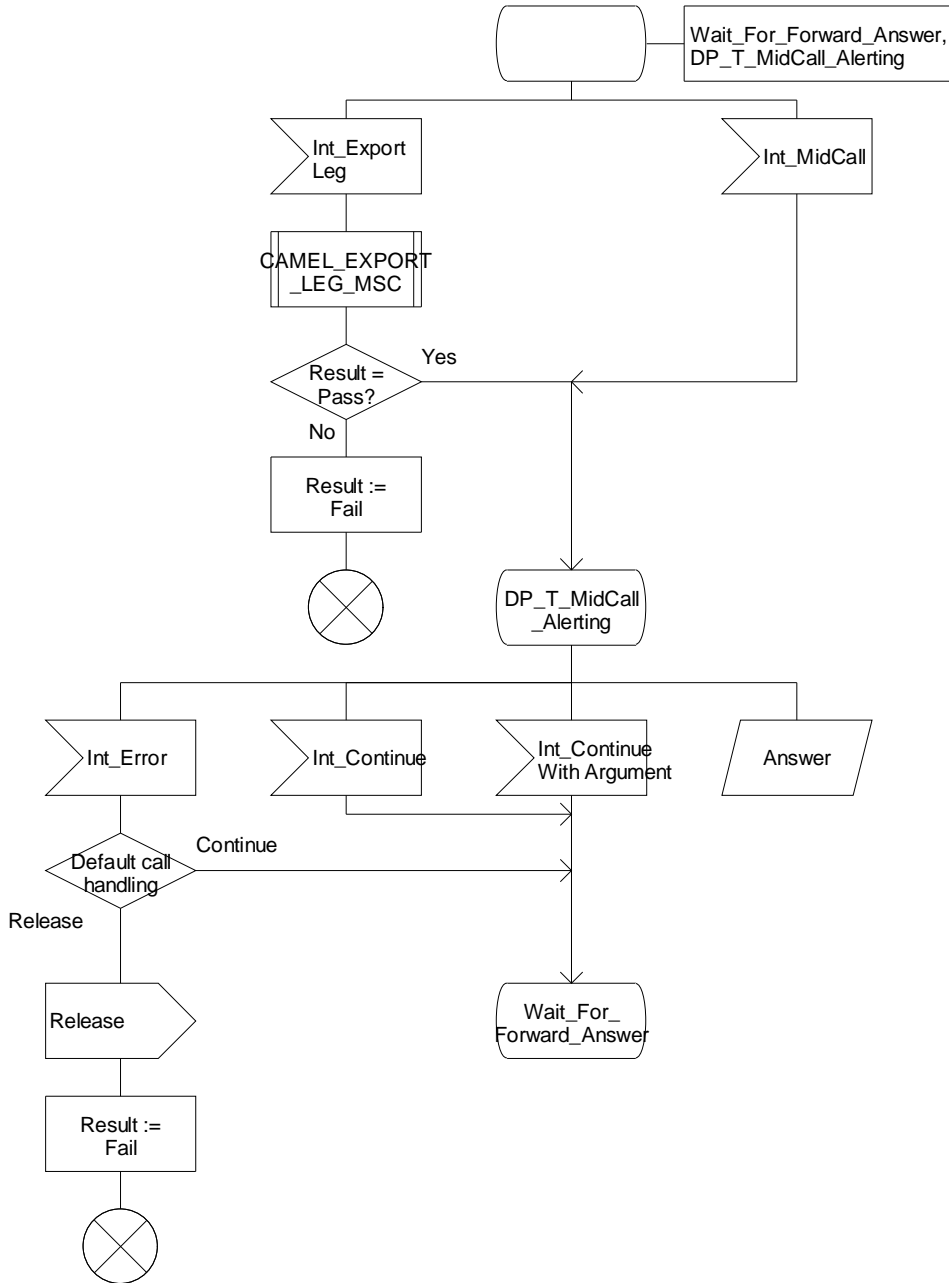 Wait_For_Forward_Answer,
DP_T_MidCall_Alerting
Int_Export
Leg
Int_MidCall
CAMEL_EXPORT
_LEG_MSC
Yes
Result =
Pass?
No
Result :=
Fail
DP_T_MidCall
_Alerting
Int_Error
Int_Continue
Int_Continue
With Argument
Answer
Continue
Default call
handling
Release
Release
Wait_For_
Forward_Answer
Result :=
Fail